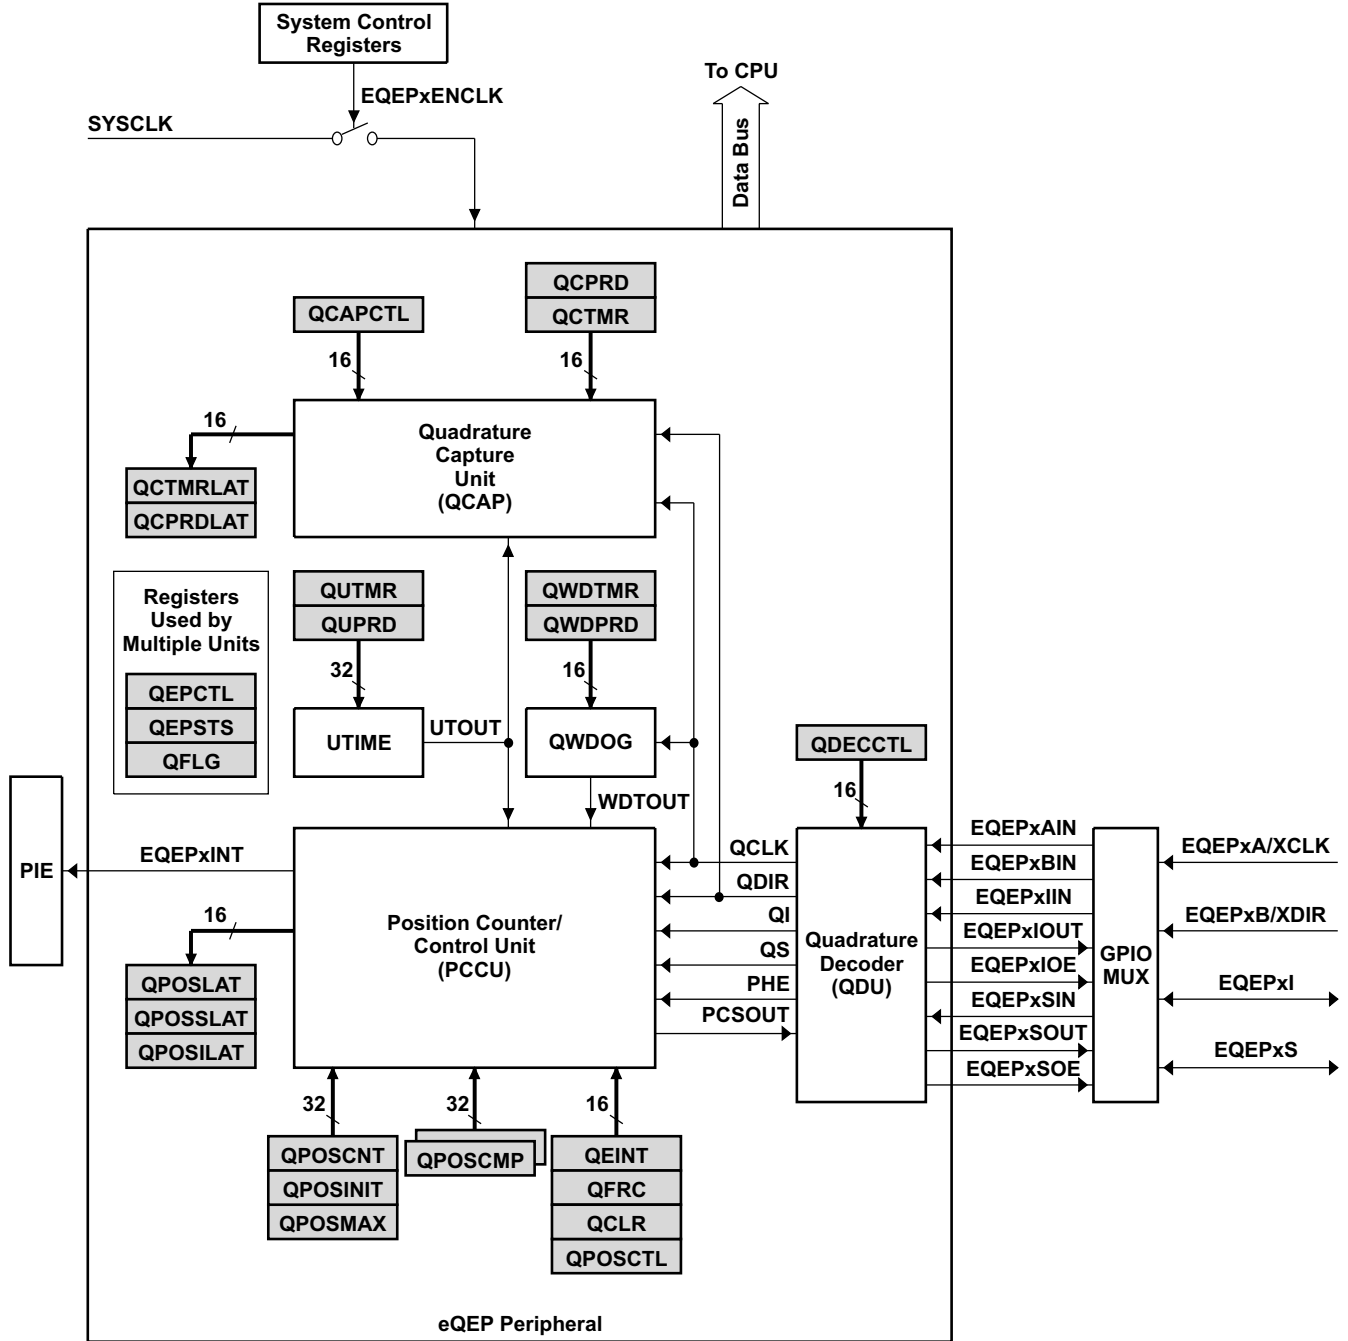 System Control
Registers
EQEPxENCLK
SYSCLK
To CPU
Data Bus
QCPRD
QCTMR
QCAPCTL
16
16
16
Quadrature
Capture
Unit
(QCAP)
QCTMRLAT
QCPRDLAT
Registers
Used by
Multiple Units
QEPCTL
QEPSTS
QFLG
QUTMR
QUPRD
32
UTIME
UTOUT
QWDTMR
QWDPRD
16
QWDOG
WDTOUT
QDECCTL
16
PIE
EQEPxINT
16
QPOSLAT
QPOSSLAT
QPOSILAT
Position Counter/
Control Unit
(PCCU)
QCLK
QDIR
QI
QS
PHE
PCSOUT
Quadrature
Decoder
(QDU)
EQEPxAIN
EQEPxBIN
EQEPxIIN
EQEPxIOUT
EQEPxIOE
EQEPxSIN
EQEPxSOUT
EQEPxSOE
GPIO
MUX
EQEPxA/XCLK
EQEPxB/XDIR
EQEPxI
EQEPxS
32
32
16
QPOSCNT
QPOSINIT
QPOSMAX
QPOSCMP
QEINT
QFRC
QCLR
QPOSCTL
eQEP Peripheral